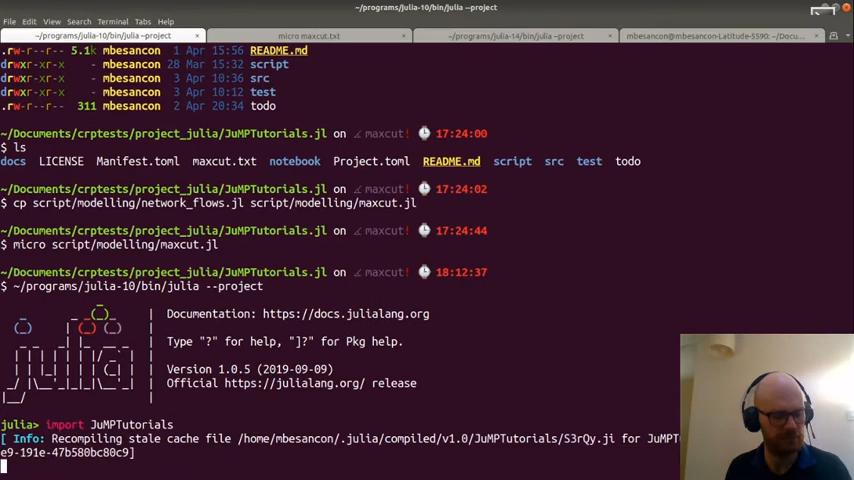 ~/programs/julia-10/bin/julia --project
File Edit View Search Terminal Tabs Help
~/programs/julia-10/bin/julia --project × micro maxcut.txt × ~/programs/julia-14/bin/julia --project × mbesancon@mbesancon-Latitude-5590: ~/Docu... ×
.rw-r--r-- 5.1k mbesancon 1 Apr 15:56 README.md
drwxr-xr-x - mbesancon 28 Mar 15:32 script
drwxr-xr-x - mbesancon 3 Apr 10:36 src
drwxr-xr-x - mbesancon 3 Apr 10:12 test
.rw-r--r-- 311 mbesancon 2 Apr 20:34 todo
~/Documents/crptests/project_julia/JuMPTutorials.jl on maxcut! 17:24:00
$ ls
docs LICENSE Manifest.toml maxcut.txt notebook Project.toml README.md script src test todo
~/Documents/crptests/project_julia/JuMPTutorials.jl on maxcut! 17:24:02
$ cp script/modelling/network_flows.jl script/modelling/maxcut.jl
~/Documents/crptests/project_julia/JuMPTutorials.jl on maxcut! 17:24:44
$ micro script/modelling/maxcut.jl
~/Documents/crptests/project_julia/JuMPTutorials.jl on maxcut! 18:12:37
$ ~/programs/julia-10/bin/julia --project
Documentation: https://docs.julialang.org
Type "?" for help, "]?" for Pkg help.
Version 1.0.5 (2019-09-09)
Official https://julialang.org/ release
julia> import JuMPTutorials
[ Info: Recompiling stale cache file /home/mbesancon/.julia/compiled/v1.0/JuMPTutorials/S3rQy.ji for JuMPT
e9-191e-47b580bc80c9]